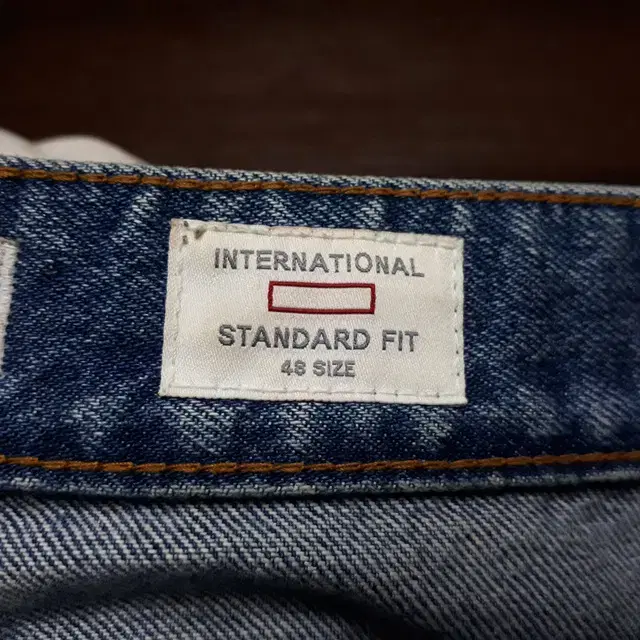 INTERNATIONAL
STANDARD FIT
48 SIZE